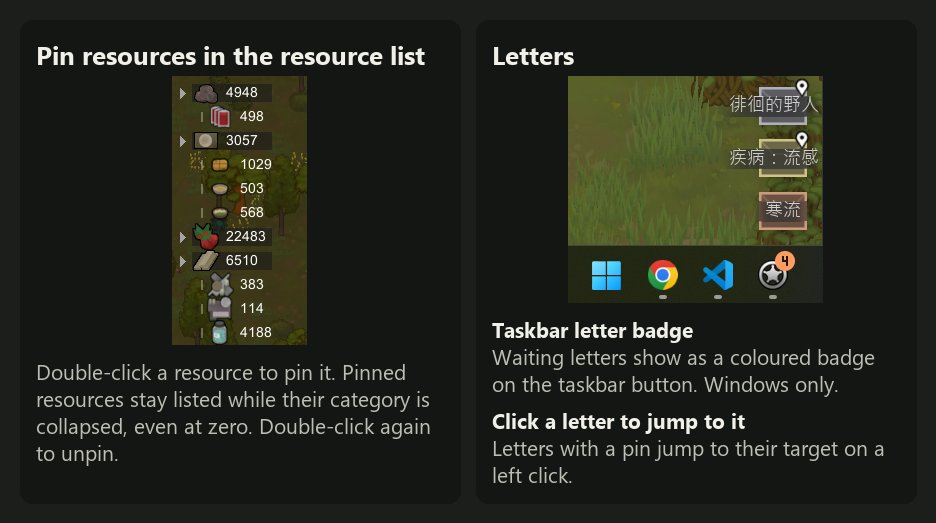 Pin resources in the resource list
4948
498
3057
1029
503
568
22483
6510
383
114
4188
Double-click a resource to pin it. Pinned
resources stay listed while their category is
collapsed, even at zero. Double-click again
to unpin.
Letters
徘徊的野人
疾病：流感
寒流
4
Taskbar letter badge
Waiting letters show as a coloured badge
on the taskbar button. Windows only.
Click a letter to jump to it
Letters with a pin jump to their target on a
left click.